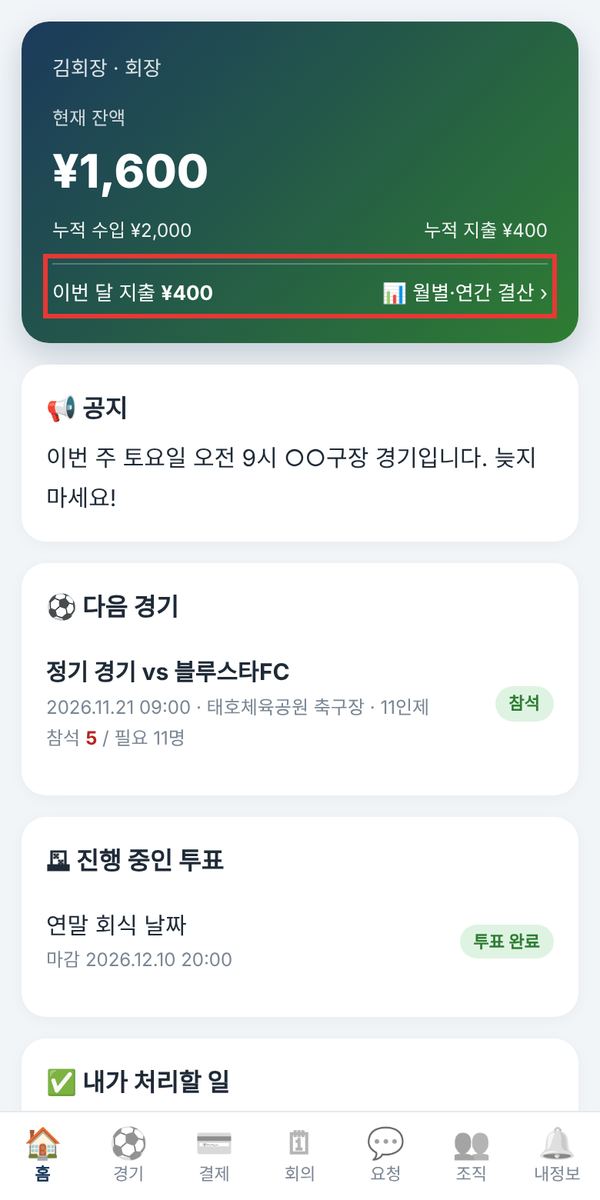 김회장 · 회장
현재 잔액
¥1,600
누적 수입 ¥2,000 누적 지출 ¥400
이번 달 지출 ¥400 📊 월별·연간 결산 ›
📢 공지
이번 주 토요일 오전 9시 ○○구장 경기입니다. 늦지
마세요!
⚽ 다음 경기
정기 경기 vs 블루스타FC
2026.11.21 09:00 · 태호체육공원 축구장 · 11인제
참석
참석 5 / 필요 11명
🗳 진행 중인 투표
연말 회식 날짜
투표 완료
마감 2026.12.10 20:00
✅ 내가 처리할 일
홈 경기 결제 회의 요청 조직 내정보